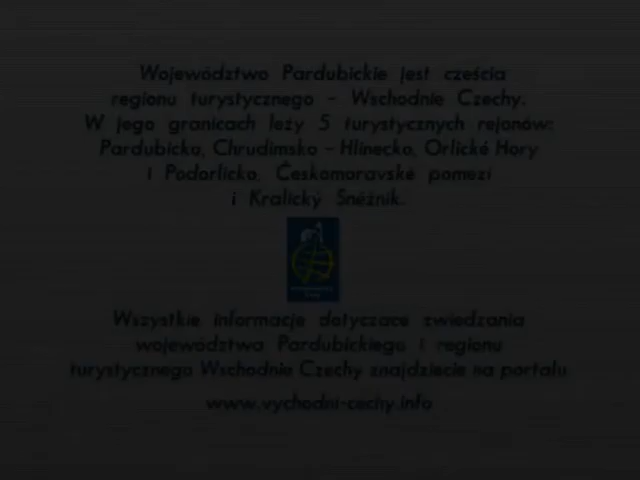 Województwo Pardubickie jest cześcia
regionu turystycznego - Wschodnie Czechy.
W jego granicach leży 5 turystycznych rejonów:
Pardubicko, Chrudimsko - Hlinecko, Orlické Hory
i Podorlicko, Českomoravské pomezí
i Kralický Sněžník.
Wszystkie informacje dotyczace zwiedzania
województwa Pardubickiego i regionu
turystycznego Wschodnie Czechy znajdziecie na portalu
www.vychodni-cechy.info